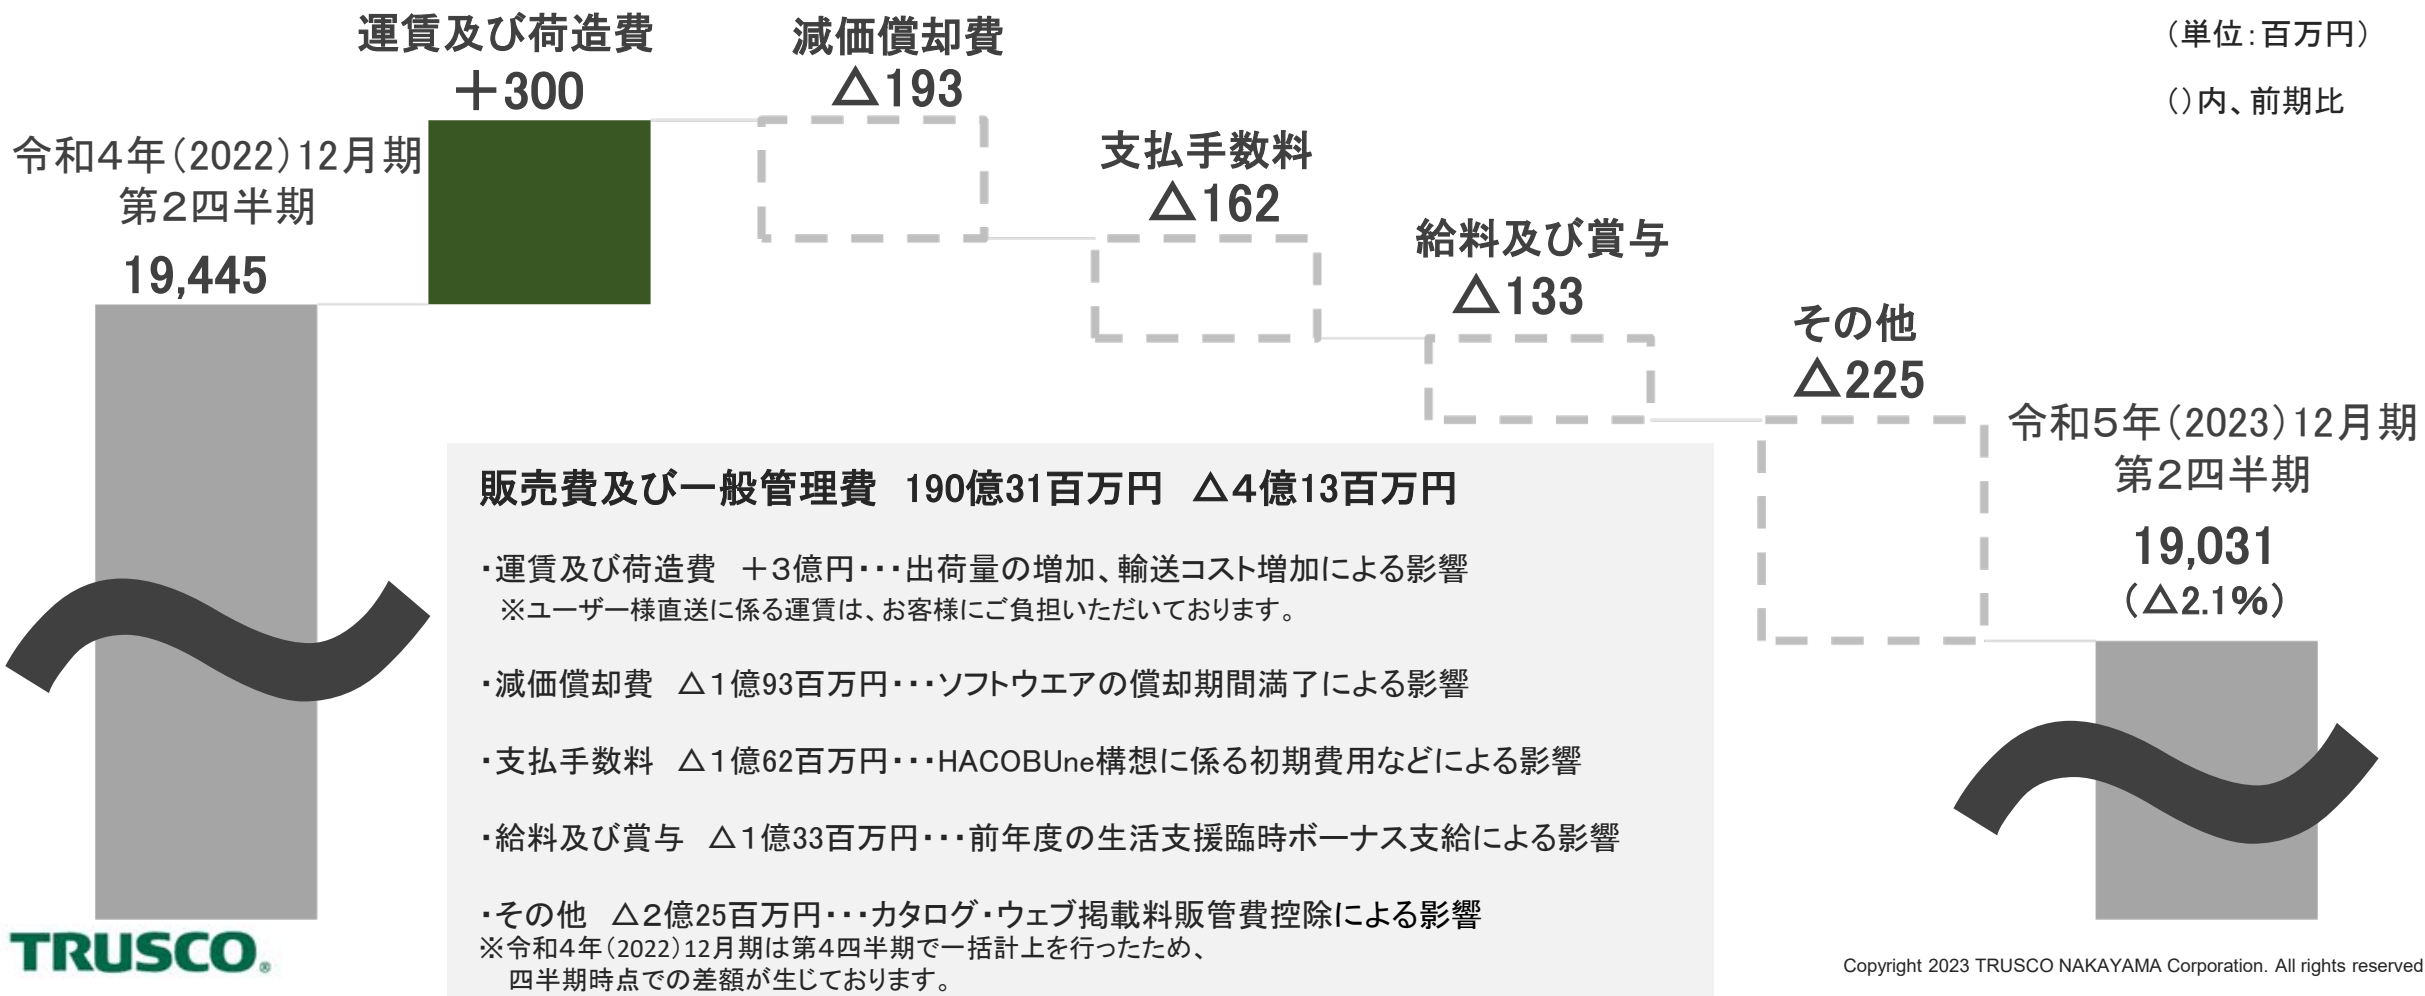 (単位:百万円)
()内、前期比
令和4年(2022)12月期
第2四半期
19,445
運賃及び荷造費
+300
減価償却費
△193
支払手数料
△162
給料及び賞与
△133
その他
△225
令和5年(2023)12月期
第2四半期
19,031
(△2.1%)
販売費及び一般管理費 190億31百万円 △4億13百万円
・運賃及び荷造費 +3億円・・・出荷量の増加、輸送コスト増加による影響
※ユーザー様直送に係る運賃は、お客様にご負担いただいております。
・減価償却費 △1億93百万円・・・ソフトウエアの償却期間満了による影響
・支払手数料 △1億62百万円・・・HACOBUne構想に係る初期費用などによる影響
・給料及び賞与 △1億33百万円・・・前年度の生活支援臨時ボーナス支給による影響
・その他 △2億25百万円・・・カタログ・ウェブ掲載料販管費控除による影響
※令和4年(2022)12月期は第4四半期で一括計上を行ったため、
四半期時点での差額が生じております。
TRUSCO®
Copyright 2023 TRUSCO NAKAYAMA Corporation. All rights reserved